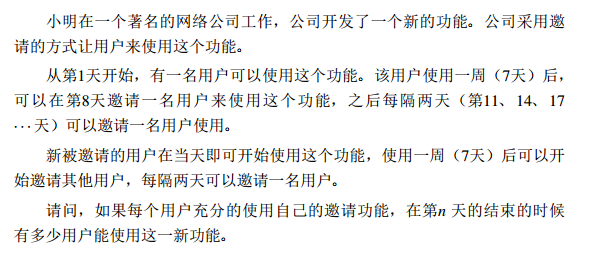 小明在一个著名的网络公司工作，公司开发了一个新的功能。公司采用邀
请的方式让用户来使用这个功能。
从第1天开始，有一名用户可以使用这个功能。该用户使用一周（7天）后，
可以在第8天邀请一名用户来使用这个功能，之后每隔两天（第11、14、17
…天）可以邀请一名用户使用。
新被邀请的用户在当天即可开始使用这个功能，使用一周（7天）后可以开
始邀请其他用户，每隔两天可以邀请一名用户。
请问，如果每个用户充分的使用自己的邀请功能，在第n 天的结束的时候
有多少用户能使用这一新功能。